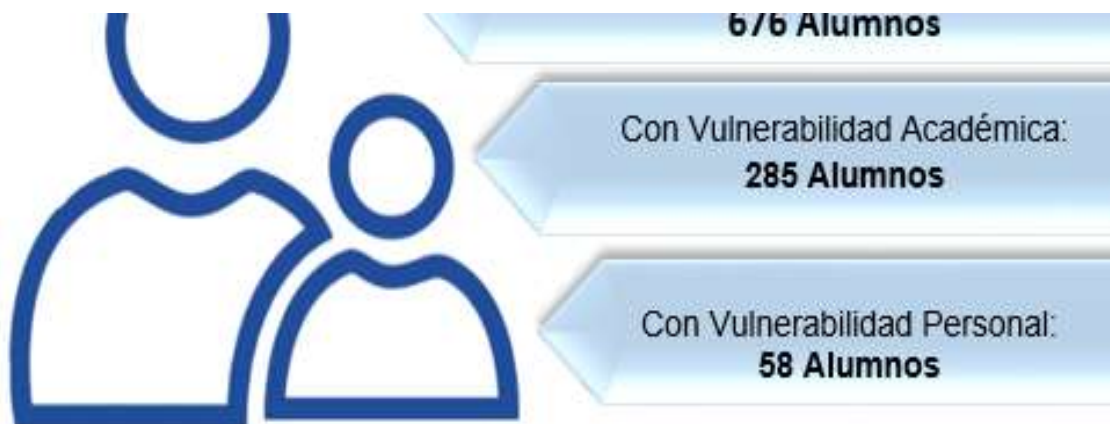 676 Alumnos
Con Vulnerabilidad Académica:
285 Alumnos
Con Vulnerabilidad Personal:
58 Alumnos